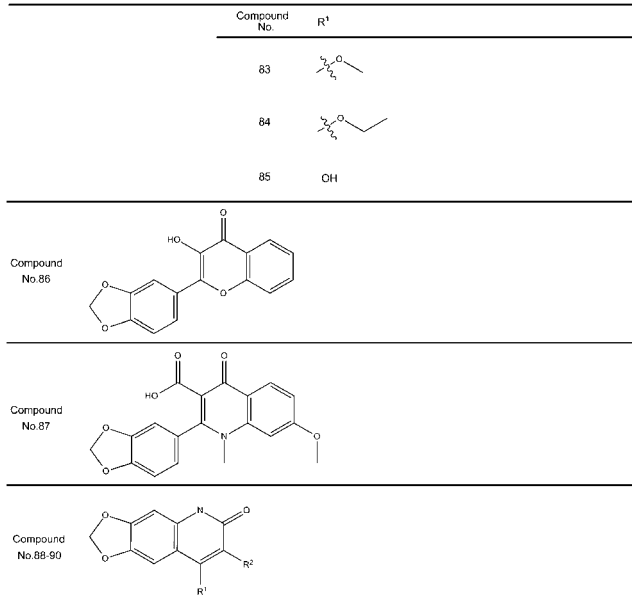 Compound No. R¹
83 O
84 O
85 OH
Compound No.86
O
HO
O
O
O
Compound No.87
O O
HO
O
O
N
O
Compound No.88-90
O
N
O
O
R²
R¹